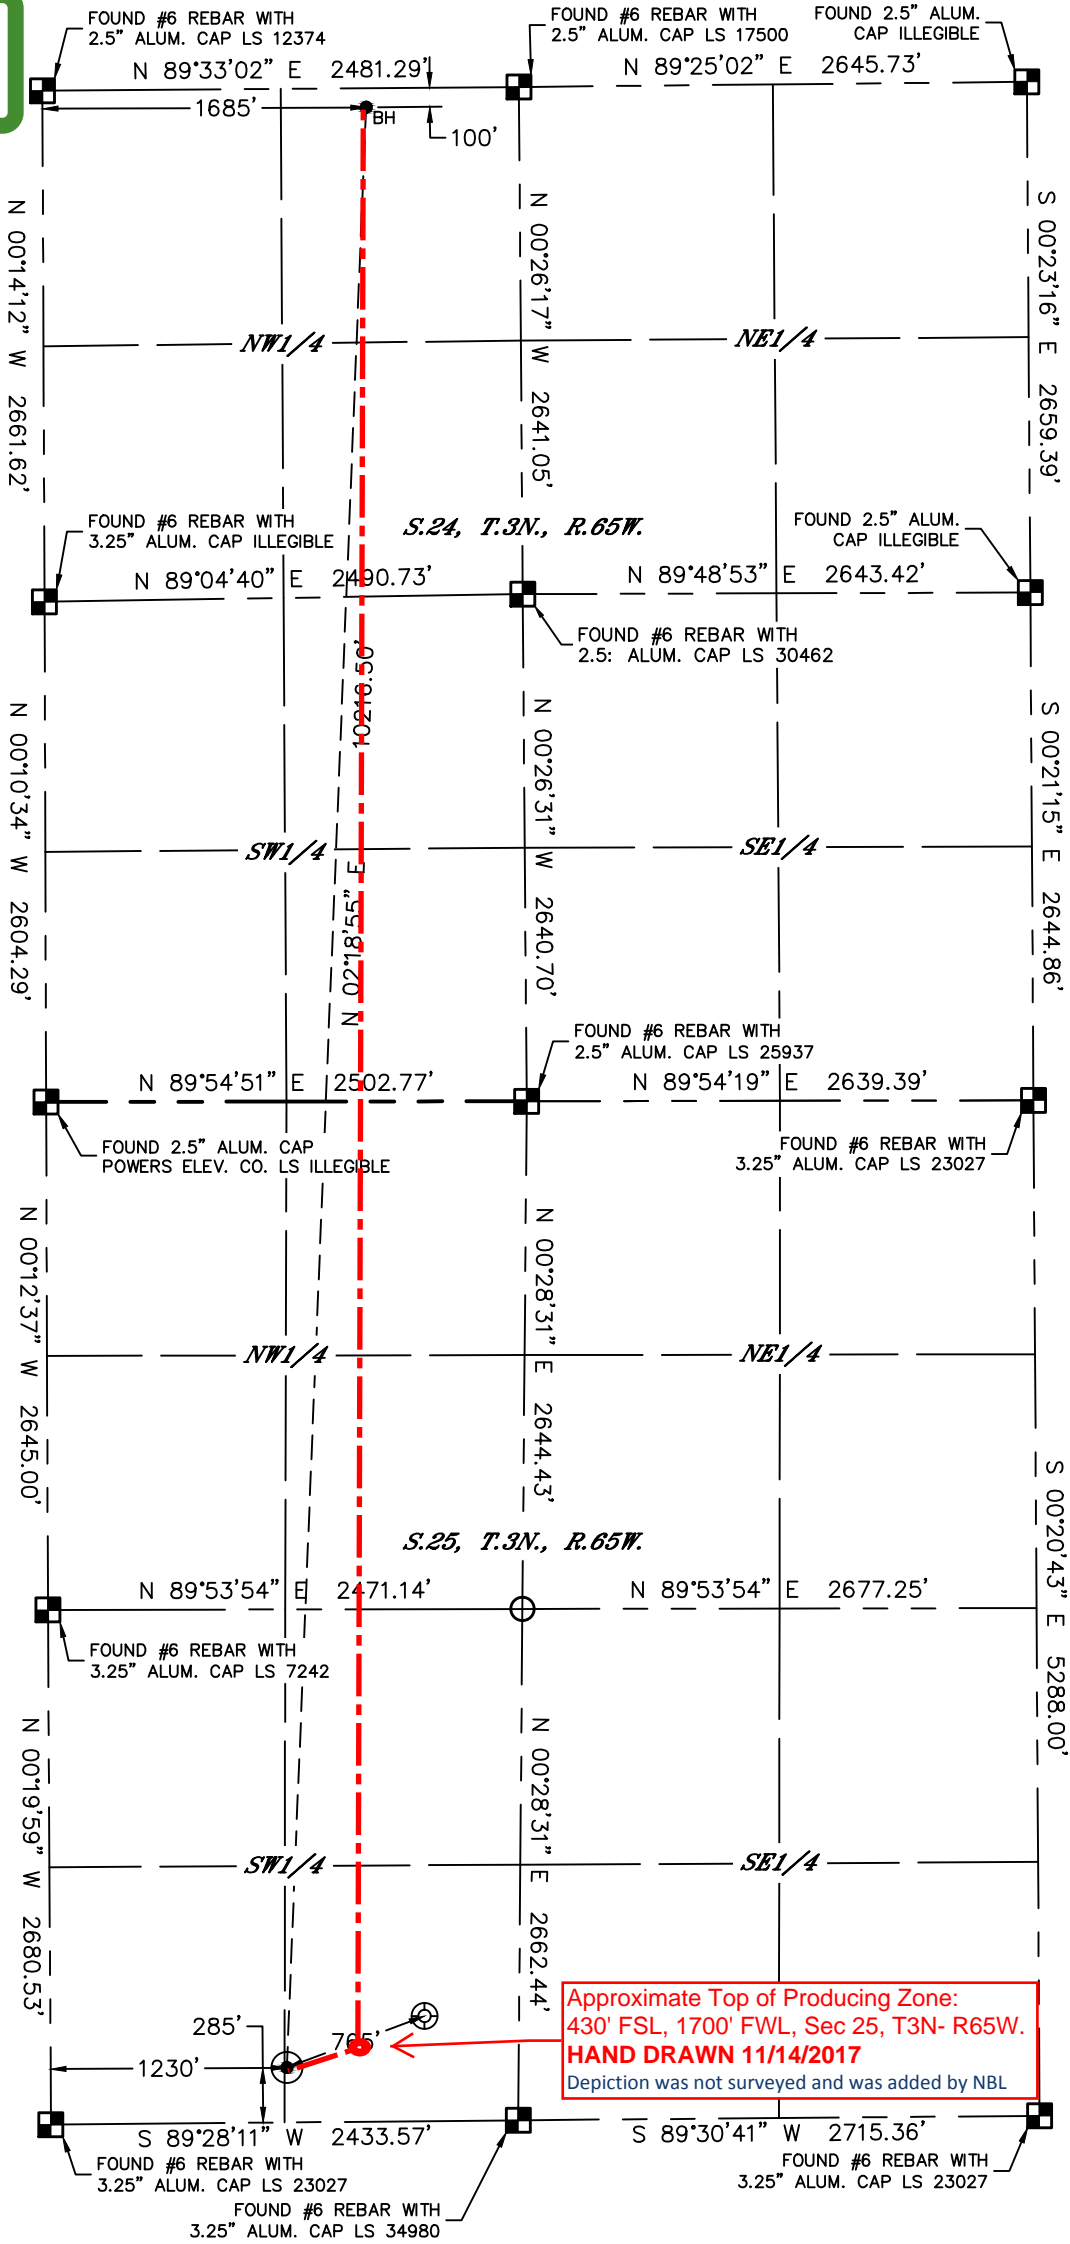 FOUND #6 REBAR WITH
2.5" ALUM. CAP LS 12374
FOUND #6 REBAR WITH
2.5" ALUM. CAP LS 17500
FOUND 2.5" ALUM.
CAP ILLEGIBLE
N 89°33'02" E 2481.29'
N 89°25'02" E 2645.73'
1685'
BH
100'
N 00°14'12" W 2661.62'
N 00°26'17" W 2641.05'
S 00°23'16" E 2659.39'
NW1/4
NE1/4
FOUND #6 REBAR WITH
3.25" ALUM. CAP ILLEGIBLE
S.24, T.3N., R.65W.
FOUND 2.5" ALUM.
CAP ILLEGIBLE
N 89°04'40" E 2490.73'
N 89°48'53" E 2643.42'
FOUND #6 REBAR WITH
2.5: ALUM. CAP LS 30462
N 02°18'55" E 10216.50'
N 00°10'34" W 2604.29'
N 00°26'31" W 2640.70'
S 00°21'15" E 2644.86'
SW1/4
SE1/4
FOUND #6 REBAR WITH
2.5" ALUM. CAP LS 25937
N 89°54'51" E 2502.77'
N 89°54'19" E 2639.39'
FOUND 2.5" ALUM. CAP
POWERS ELEV. CO. LS ILLEGIBLE
FOUND #6 REBAR WITH
3.25" ALUM. CAP LS 23027
N 00°12'37" W 2645.00'
N 00°28'31" E 2644.43'
NW1/4
NE1/4
S 00°20'43" E 5288.00'
S.25, T.3N., R.65W.
N 89°53'54" E 2471.14'
N 89°53'54" E 2677.25'
FOUND #6 REBAR WITH
3.25" ALUM. CAP LS 7242
N 00°19'59" W 2680.53'
N 00°28'31" E 2662.44'
SW1/4
SE1/4
285'
765'
1230'
Approximate Top of Producing Zone:
430' FSL, 1700' FWL, Sec 25, T3N- R65W.
HAND DRAWN 11/14/2017
Depiction was not surveyed and was added by NBL
S 89°28'11" W 2433.57'
S 89°30'41" W 2715.36'
FOUND #6 REBAR WITH
3.25" ALUM. CAP LS 23027
FOUND #6 REBAR WITH
3.25" ALUM. CAP LS 23027
FOUND #6 REBAR WITH
3.25" ALUM. CAP LS 34980